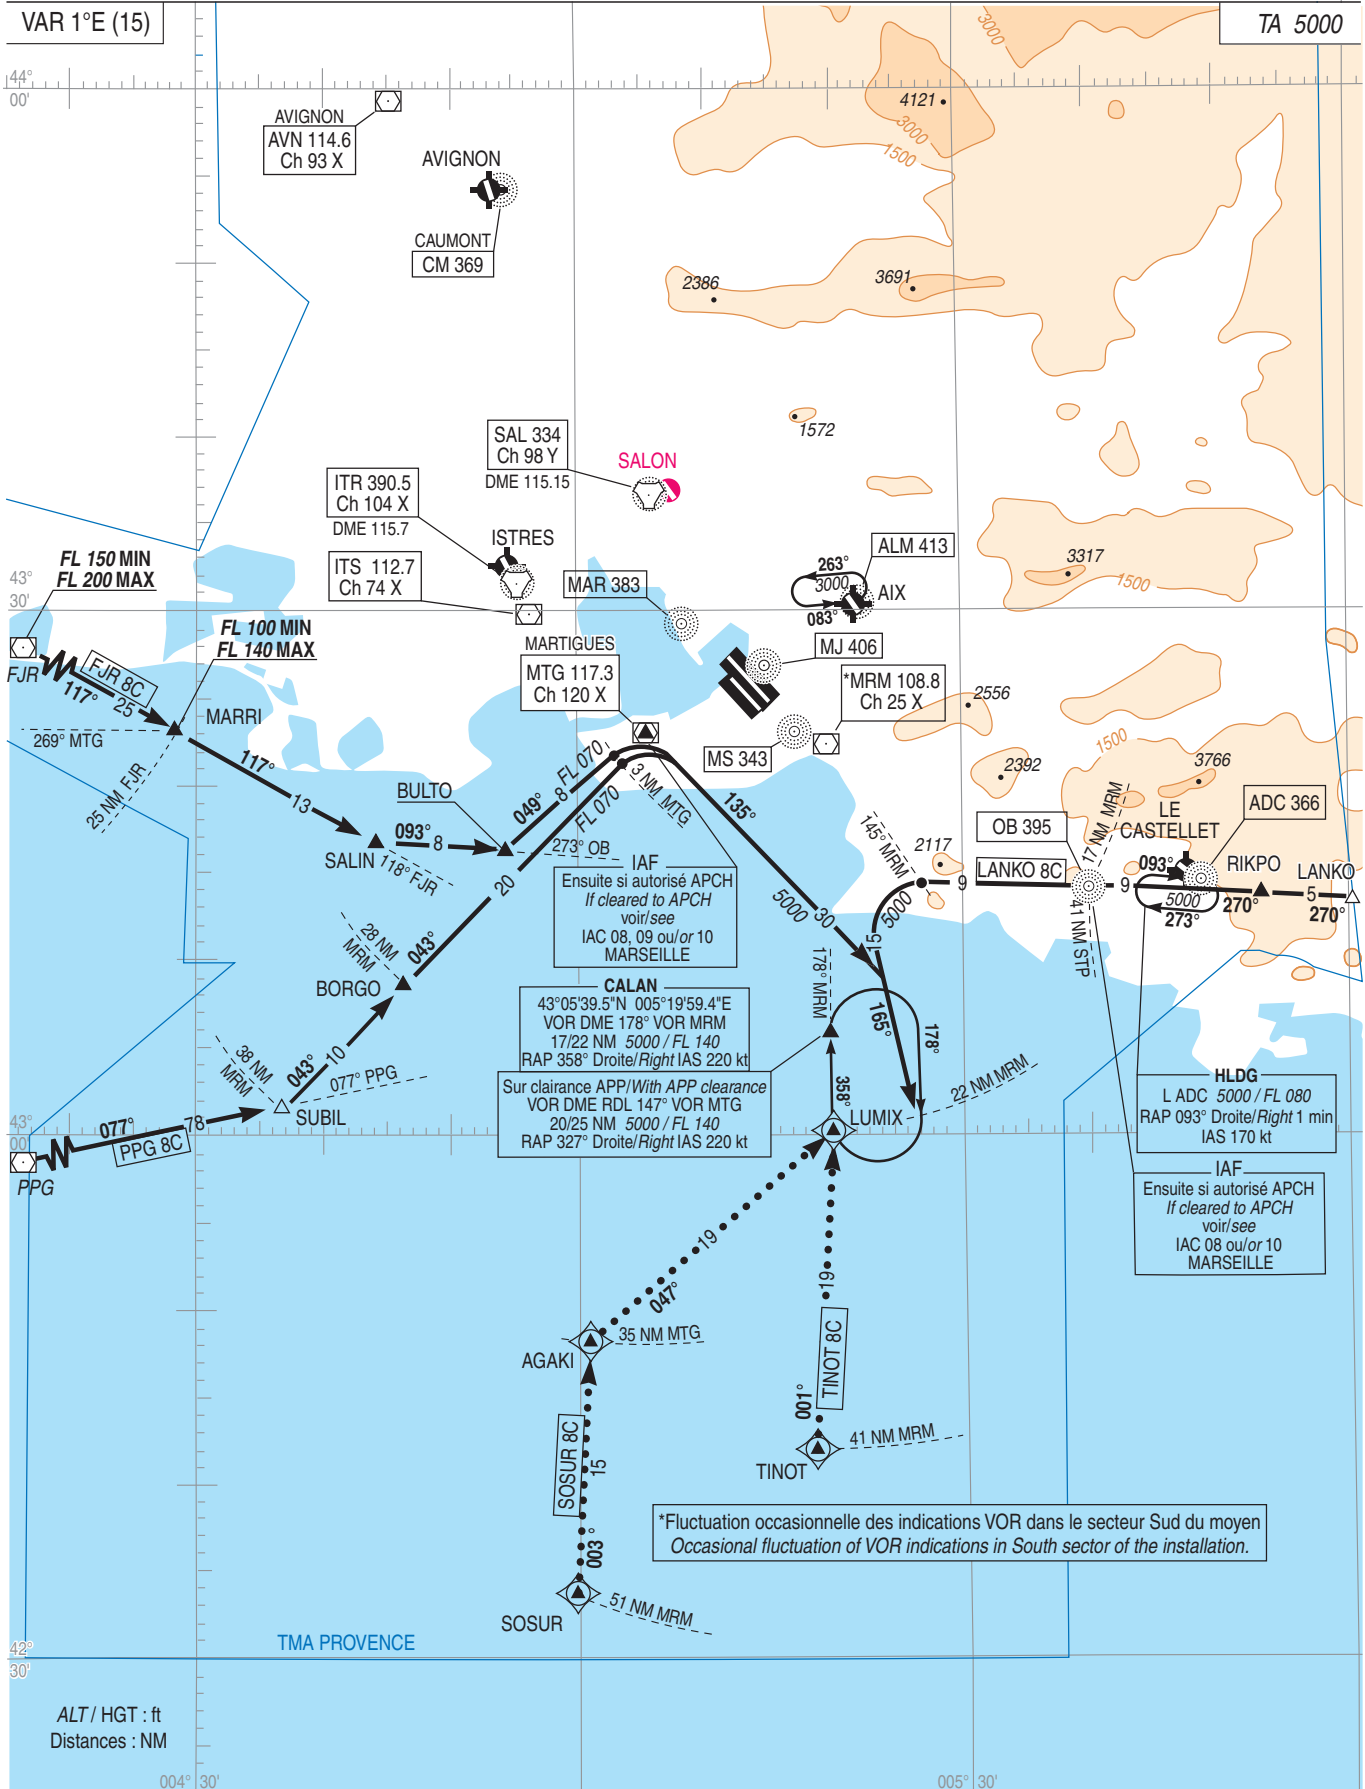 VAR 1°E (15)
TA 5000
3000
44°
00'
4121
3000
1500
AVIGNON
AVN 114.6
Ch 93 X
AVIGNON
CAUMONT
CM 369
2386
3691
1572
SAL 334
Ch 98 Y
DME 115.15
SALON
ITR 390.5
Ch 104 X
DME 115.7
ISTRES
ITS 112.7
Ch 74 X
MAR 383
ALM 413
263°
3000
083°
AIX
3317
1500
FL 150 MIN
FL 200 MAX
43°
30'
FL 100 MIN
FL 140 MAX
FJR
FJR 8C
117°
25
MARRI
269° MTG
25 NM FJR
MARTIGUES
MTG 117.3
Ch 120 X
MJ 406
*MRM 108.8
Ch 25 X
MS 343
2556
2392
1500
3766
117°
13
BULTO
049°
8
FL 070
FL 070
3 NM MTG
135°
SALIN
093°
8
118° FJR
273° OB
20
145° MRM
2117
OB 395
17 NM MRM
LE
CASTELLET
ADC 366
LANKO 8C
9
9
093°
5000
273°
RIKPO
270°
LANKO
5
270°
41 NM STP
IAF
Ensuite si autorisé APCH
If cleared to APCH
voir/see
IAC 08, 09 ou/or 10
MARSEILLE
5000
30
5000
15
28 NM
MRM
043°
BORGO
178° MRM
CALAN
43°05'39.5"N 005°19'59.4"E
VOR DME 178° VOR MRM
17/22 NM 5000 / FL 140
RAP 358° Droite/Right IAS 220 kt
Sur clairance APP/With APP clearance
VOR DME RDL 147° VOR MTG
20/25 NM 5000 / FL 140
RAP 327° Droite/Right IAS 220 kt
165°
178°
358°
22 NM MRM
LUMIX
38 NM
MRM
043°
10
077° PPG
SUBIL
HLDG
L ADC 5000 / FL 080
RAP 093° Droite/Right 1 min
IAS 170 kt
43°
00'
077°
78
PPG 8C
PPG
IAF
Ensuite si autorisé APCH
If cleared to APCH
voir/see
IAC 08 ou/or 10
MARSEILLE
19
047°
19
AGAKI
35 NM MTG
TINOT 8C
001°
SOSUR 8C
15
41 NM MRM
TINOT
*Fluctuation occasionnelle des indications VOR dans le secteur Sud du moyen
Occasional fluctuation of VOR indications in South sector of the installation.
003°
51 NM MRM
SOSUR
TMA PROVENCE
42°
30'
ALT / HGT : ft
Distances : NM
004° 30'
005° 30'